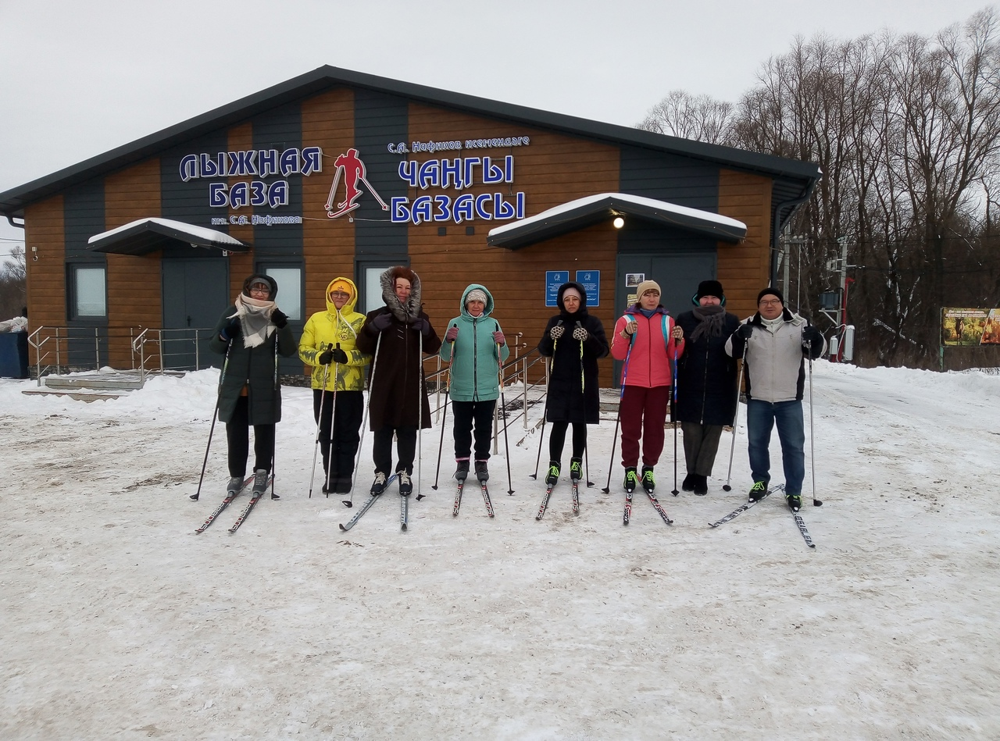 ЛЫЖНАЯ
БАЗА
им. С.А. Нафикова
С.А. Нафиков исемендәге
ЧАҢГЫ
БАЗАСЫ